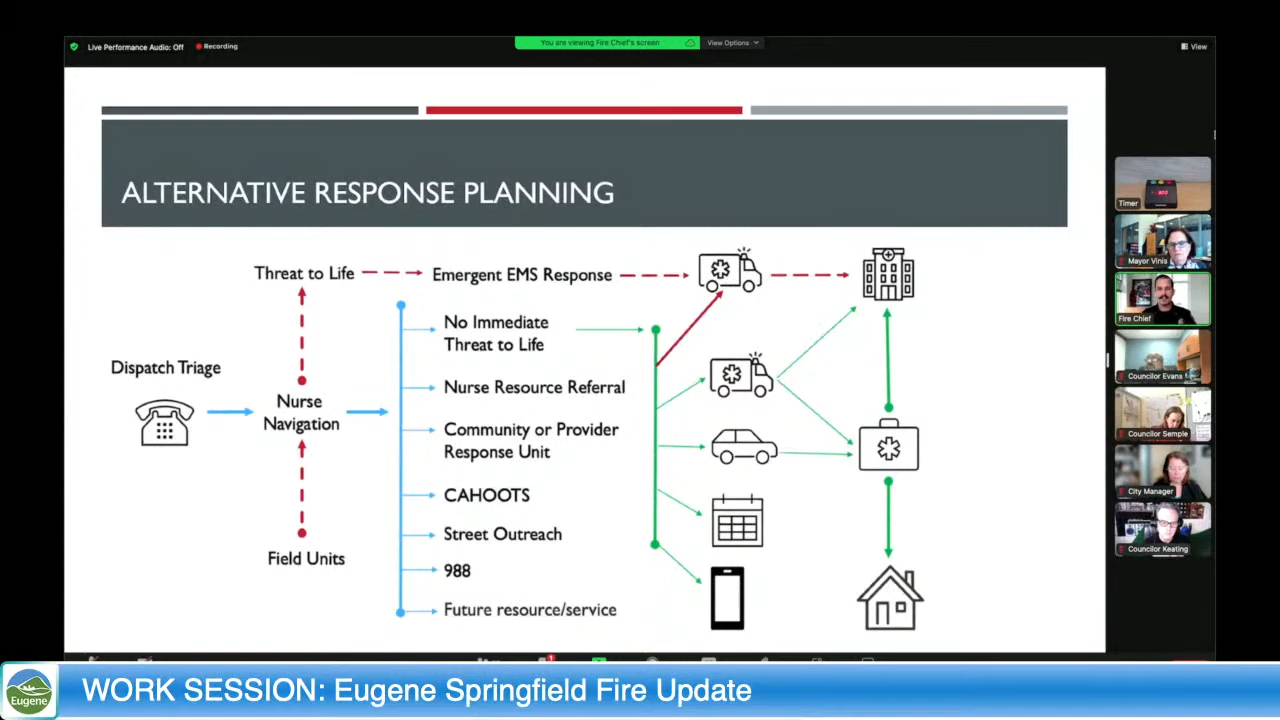 Live Performance Audio: Off
Recording
You are viewing Fire Chief's screen
View Options
View
ALTERNATIVE RESPONSE PLANNING
Threat to Life
Emergent EMS Response
No Immediate
Threat to Life
Dispatch Triage
Nurse Resource Referral
Nurse
Navigation
Community or Provider
Response Unit
CAHOOTS
Street Outreach
Field Units
988
Future resource/service
Timer
Mayor Vinis
Fire Chief
Councilor Evans
Councilor Semple
City Manager
Councilor Keating
1
Eugene
WORK SESSION: Eugene Springfield Fire Update